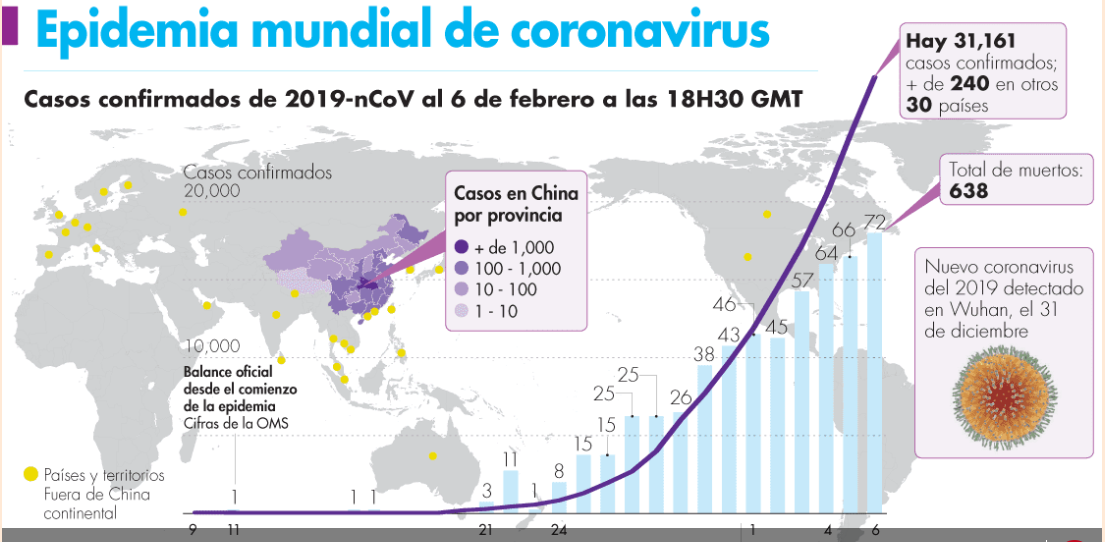 Epidemia mundial de coronavirus
Casos confirmados de 2019-nCoV al 6 de febrero a las 18H30 GMT
Hay 31,161
casos confirmados;
+ de 240 en otros
30 países
Total de muertos:
638
Nuevo coronavirus
del 2019 detectado
en Wuhan, el 31
de diciembre
Casos confirmados
20,000
Casos en China
por provincia
+ de 1,000
100 - 1,000
10 - 100
1 - 10
10,000
Balance oficial
desde el comienzo
de la epidemia
Cifras de la OMS
Países y territorios
Fuera de China
continental
1
1
1
3
11
1
8
15
15
25
25
26
38
43
46
45
57
64
66
72
9
11
21
24
1
4
6